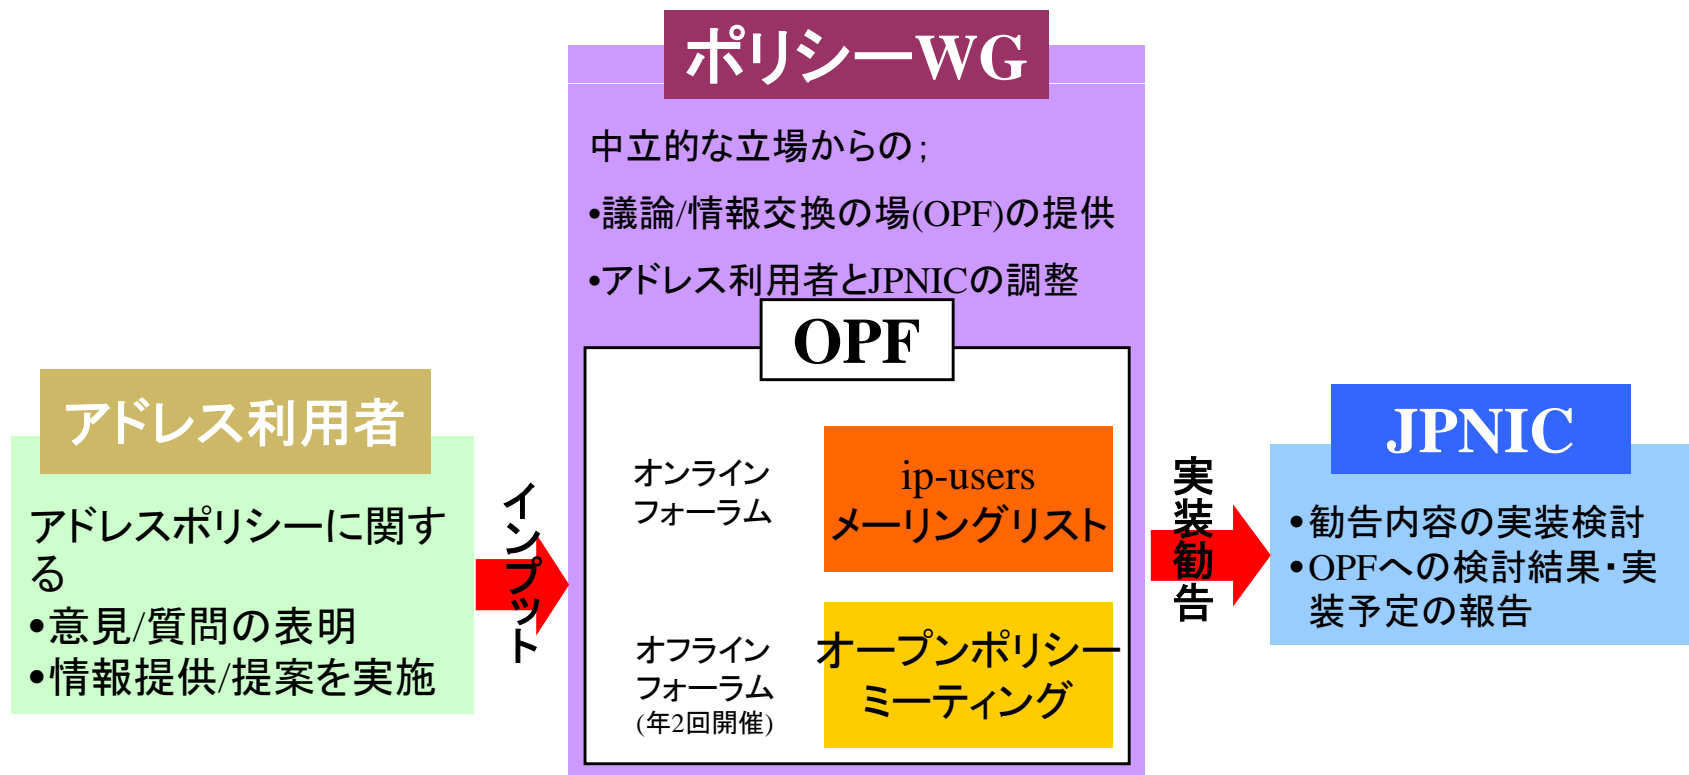 ポリシーWG
中立的な立場からの;
•議論/情報交換の場(OPF)の提供
•アドレス利用者とJPNICの調整
OPF
オンライン
フォーラム
ip-users
メーリングリスト
オフライン
フォーラム
(年2回開催)
オープンポリシー
ミーティング
アドレス利用者
アドレスポリシーに関す
る
•意見/質問の表明
•情報提供/提案を実施
インプット
実装勧告
JPNIC
•勧告内容の実装検討
•OPFへの検討結果・実
装予定の報告